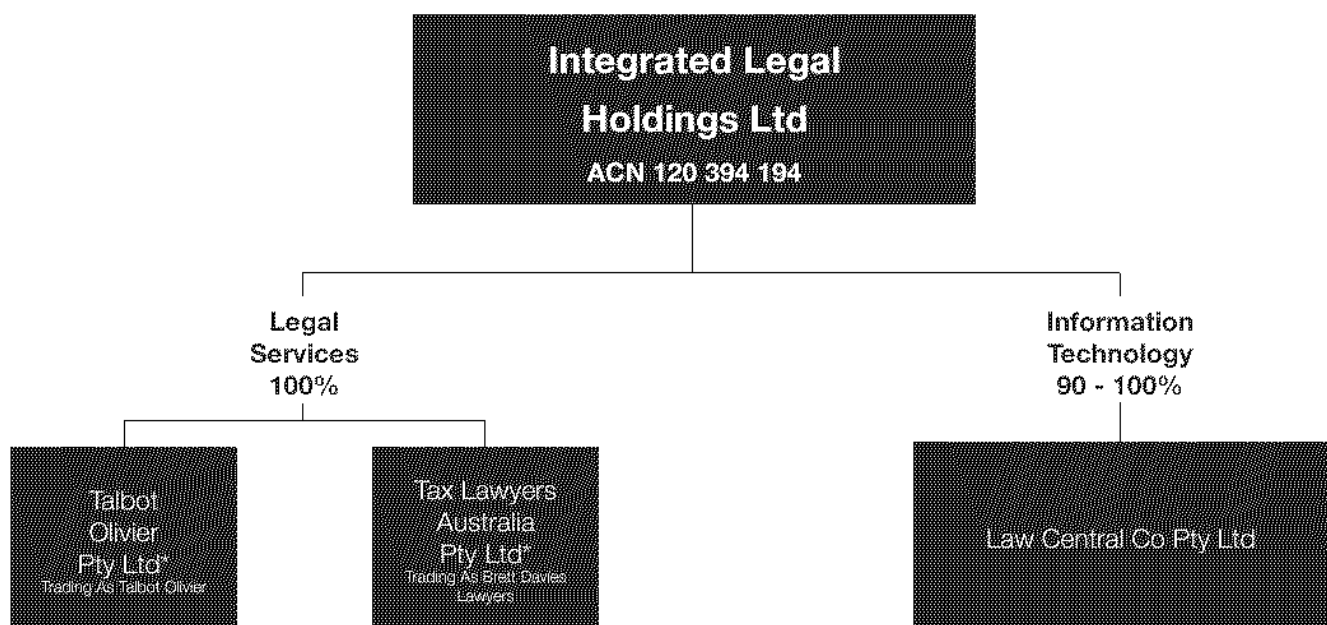 Integrated Legal
Holdings Ltd
ACN 120 394 194
Legal
Services
100%
Information
Technology
90 - 100%
Talbot
Olivier
Pty Ltd*
Trading As Talbot Olivier
Tax Lawyers
Australia
Pty Ltd*
Trading As Brett Davies
Lawyers
Law Central Co Pty Ltd